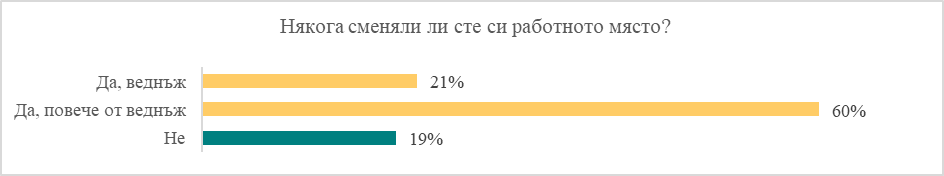 Някога сменяли ли сте си работното място?
Да, веднъж 21%
Да, повече от веднъж 60%
Не 19%